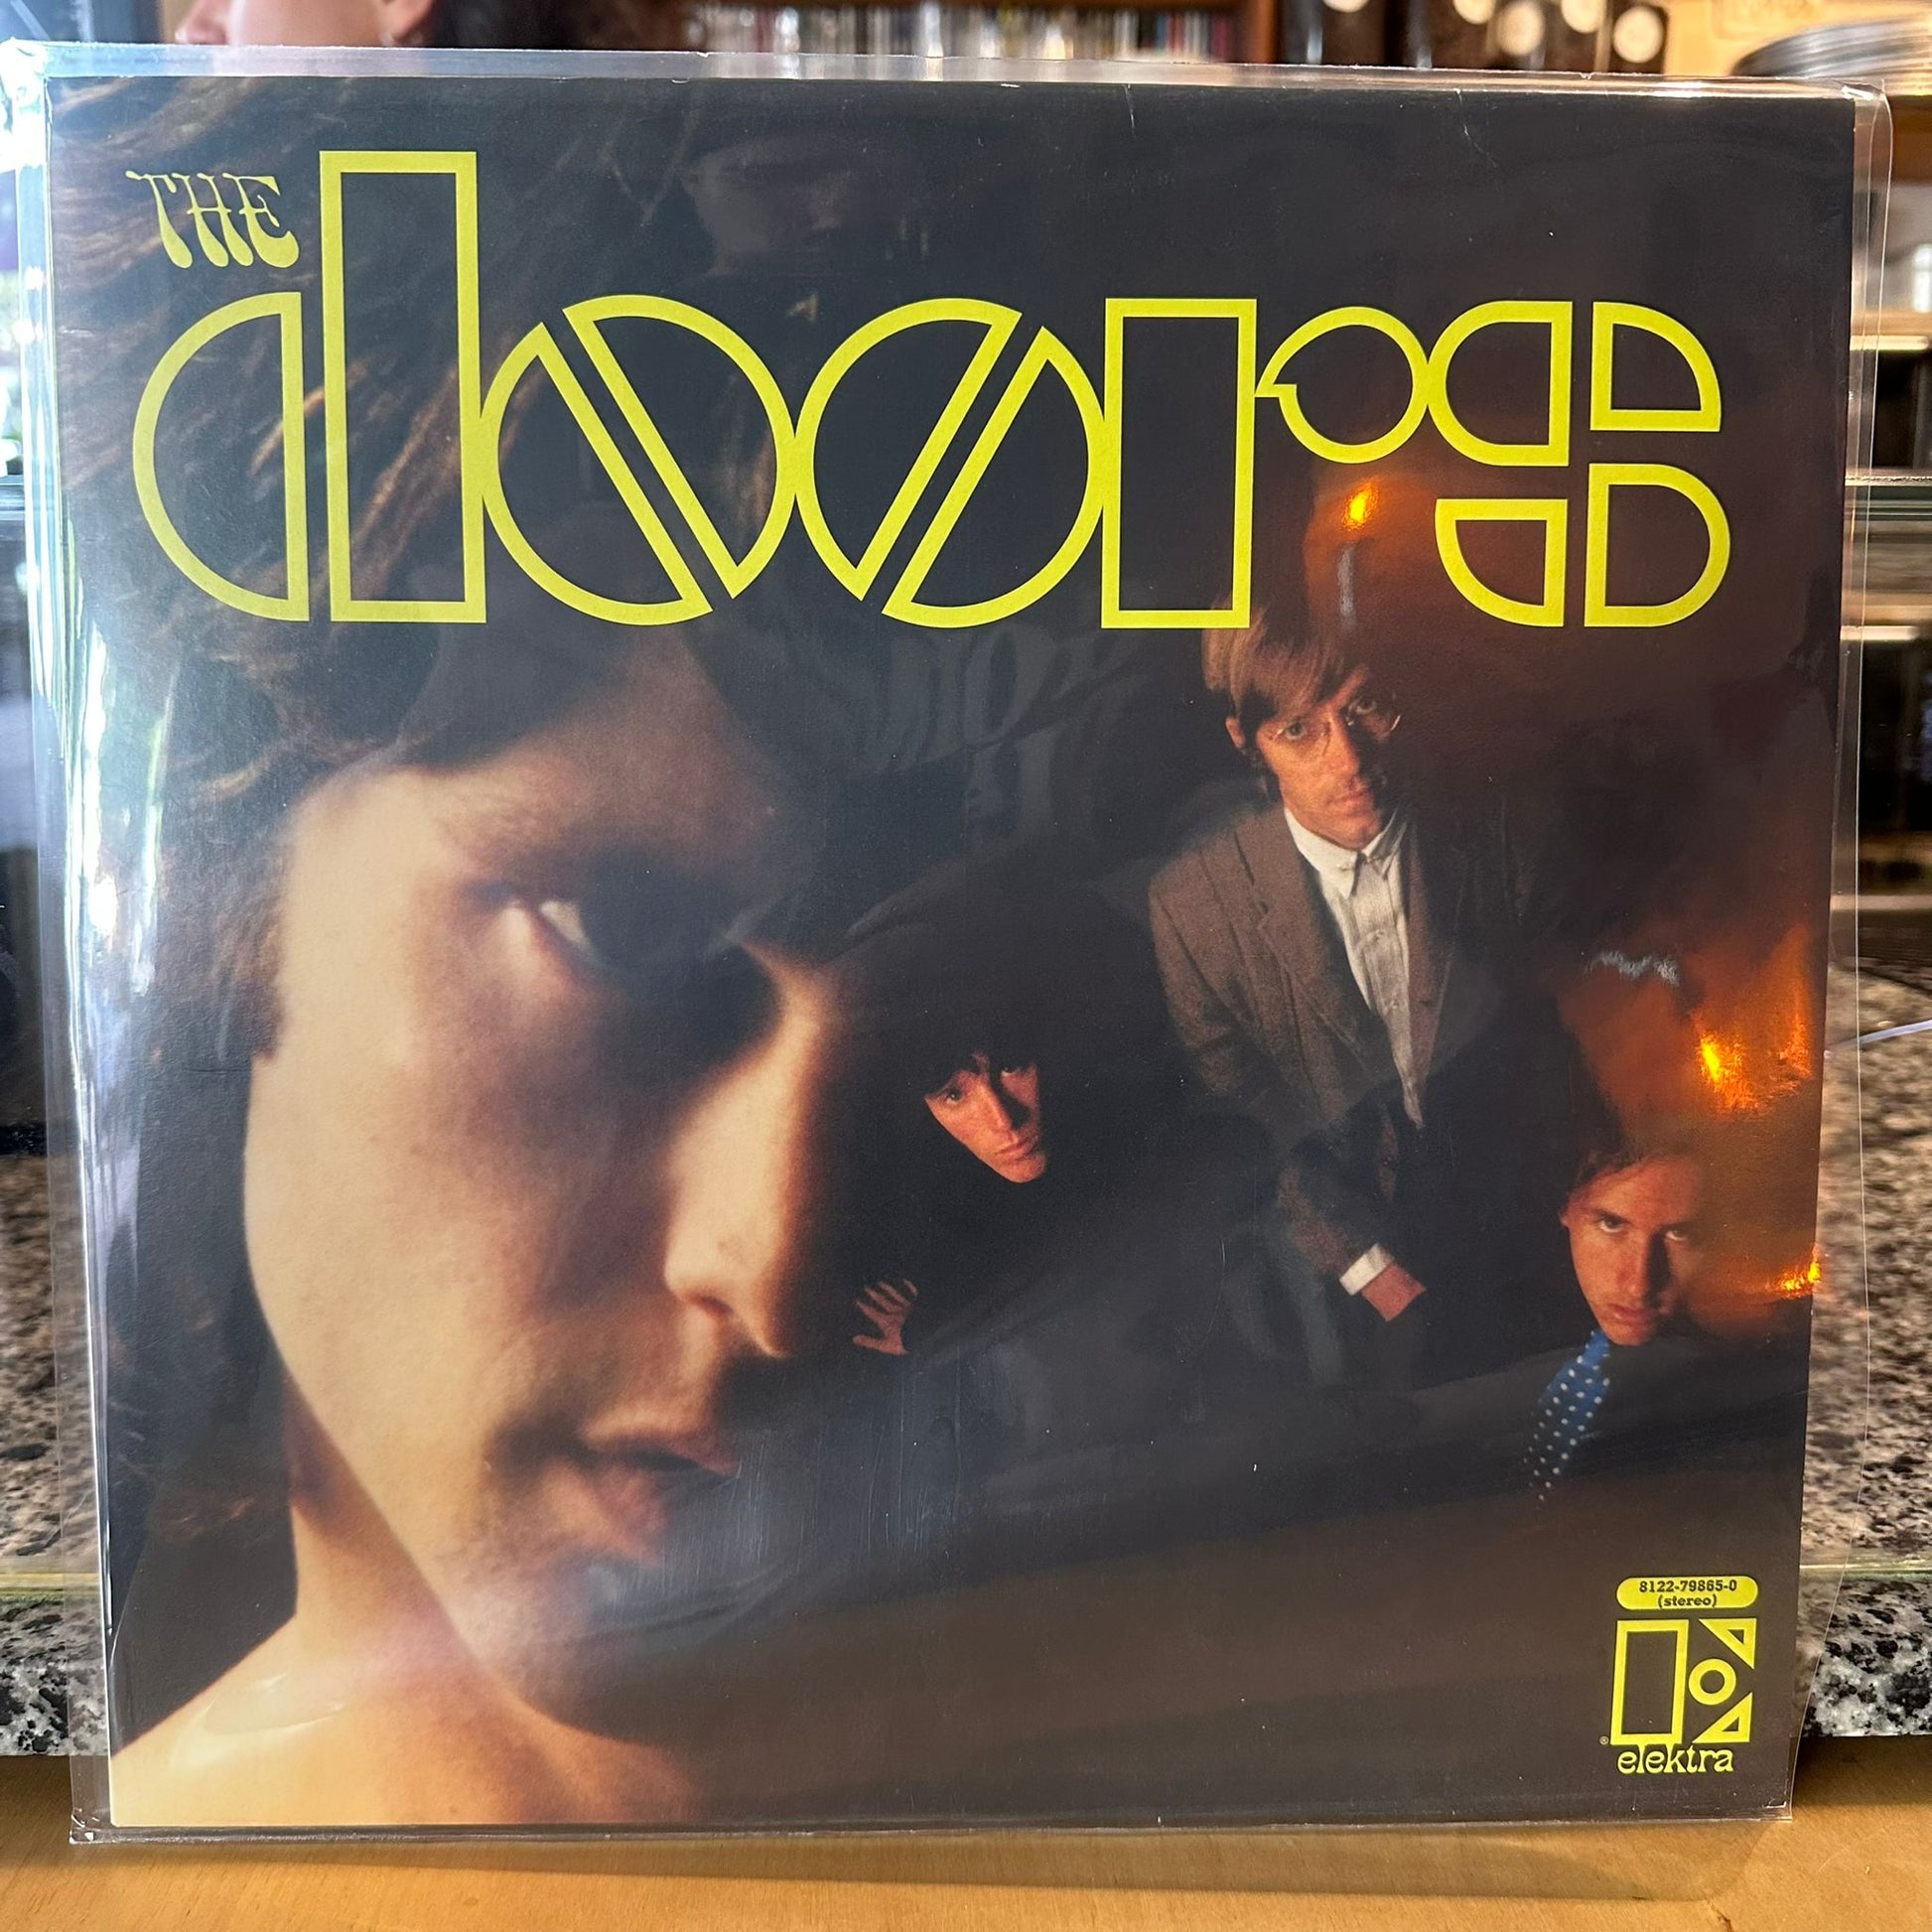 THE
doors
8122-79865-0
(stereo)
elektra